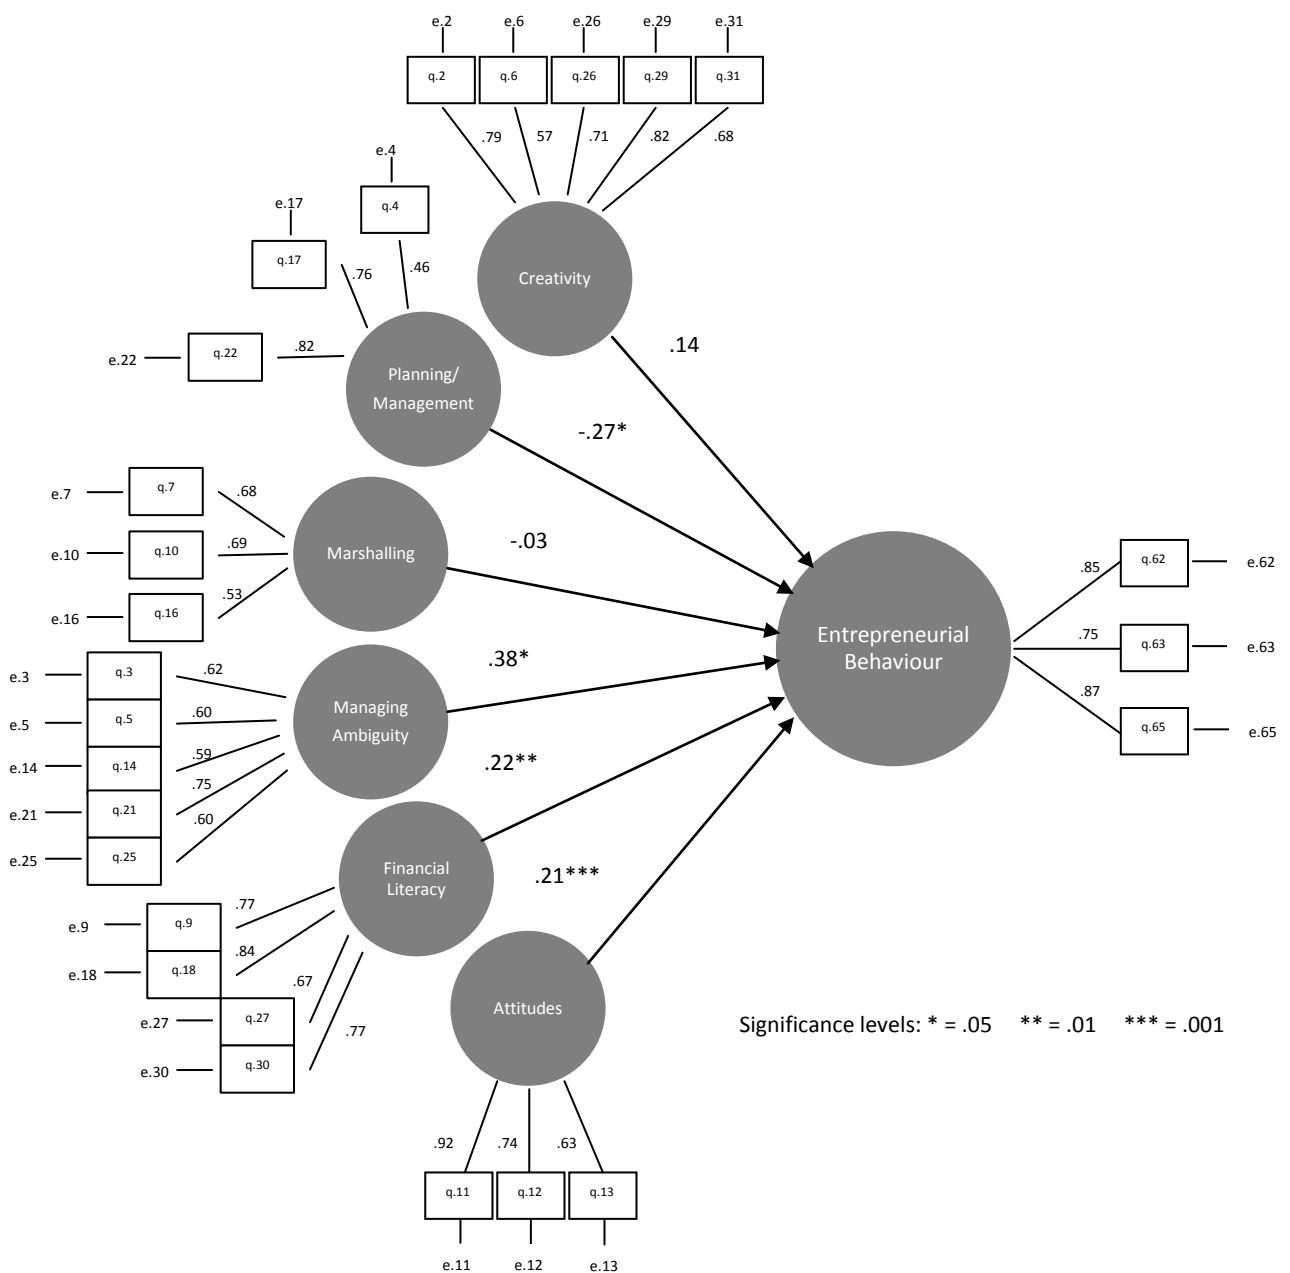 e.2 e.6 e.26 e.29 e.31
q.2 q.6 q.26 q.29 q.31
.79 57 .71 .82 .68
e.4
q.4
e.17
q.17
.76 .46
Creativity
e.22 q.22 .82
.14
Planning/
Management
-.27*
e.7 q.7 .68
e.10 q.10 .69
e.16 q.16 .53
Marshalling
-.03
Entrepreneurial
Behaviour
.85 q.62 e.62
.75 q.63 e.63
.87 q.65 e.65
e.3 q.3 .62
e.5 q.5 .60
e.14 q.14 .59
e.21 q.21 .75
e.25 q.25 .60
Managing
Ambiguity
.38*
.22**
Financial
Literacy
.21***
e.9 q.9 .77
e.18 q.18 .84
e.27 q.27 .67
e.30 q.30 .77
Attitudes
Significance levels: * = .05 ** = .01 *** = .001
.92 .74 .63
q.11 q.12 q.13
e.11 e.12 e.13